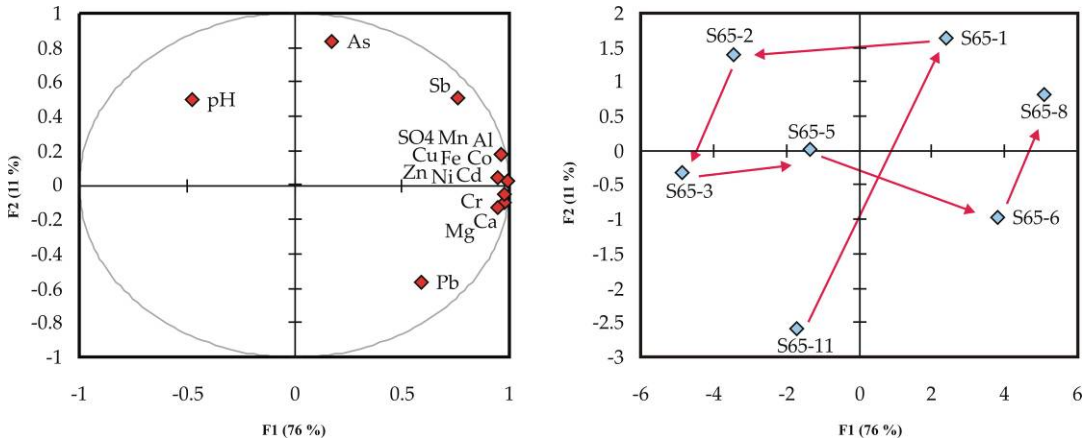 1
0.8
0.6
0.4
0.2
0
-0.2
-0.4
-0.6
-0.8
-1
F2 (11 %)
As
Sb
pH
SO4 Mn Al
Cu Fe Co
Zn Ni Cd
Cr
Ca
Mg
Pb
-1 -0.5 0 0.5 1
F1 (76 %)
2
1.5
1
0.5
0
-0.5
-1
-1.5
-2
-2.5
-3
F2 (11 %)
S65-2
S65-1
S65-8
S65-5
S65-3
S65-6
S65-11
-6 -4 -2 0 2 4 6
F1 (76 %)